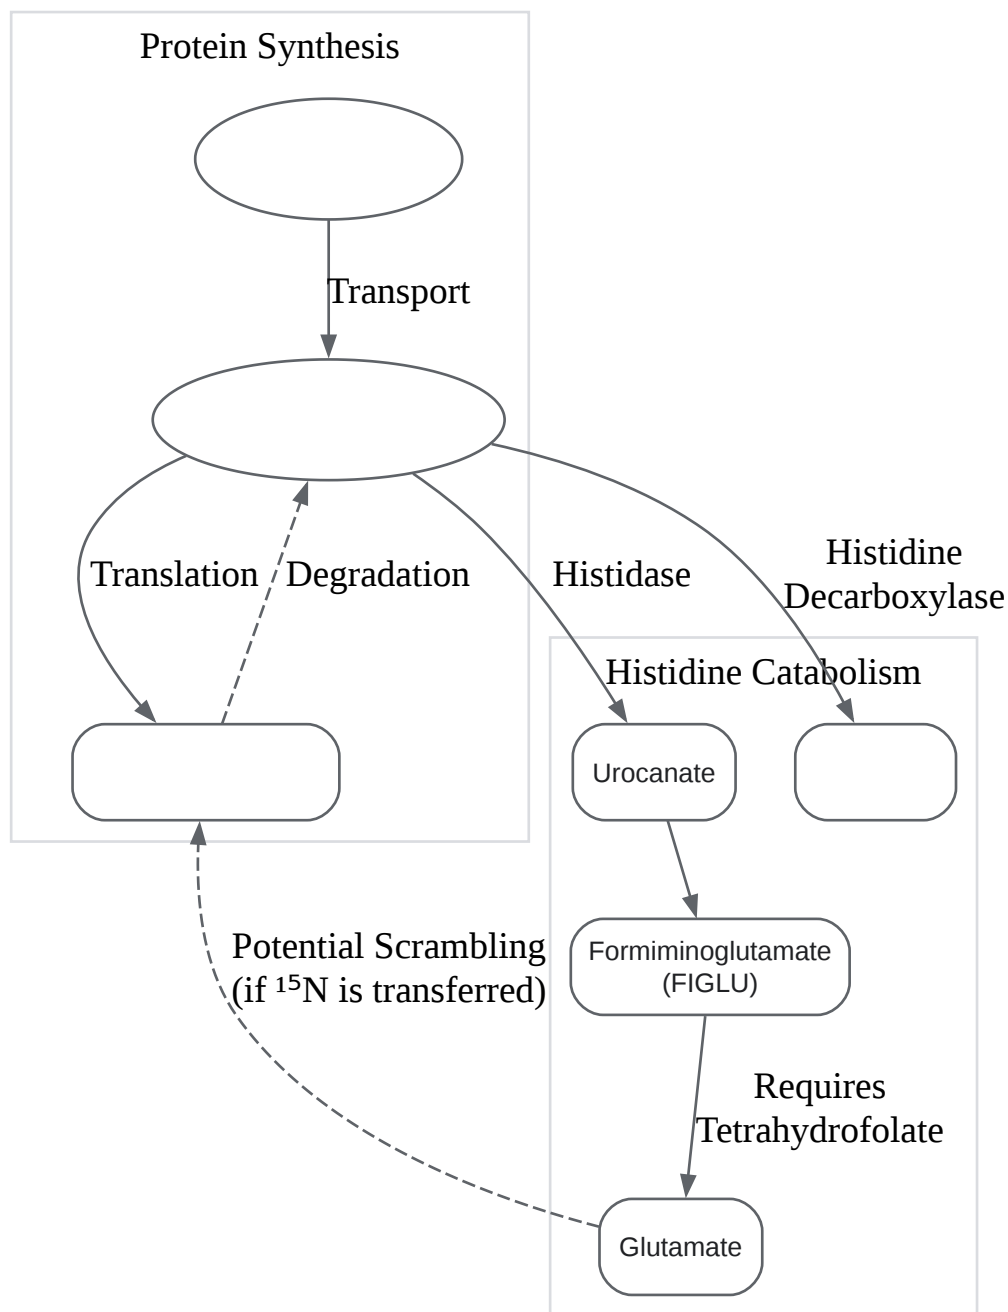 Protein Synthesis
Transport
Translation
Degradation
Histidase
Histidine
Decarboxylase
Histidine Catabolism
Urocanate
Formiminoglutamate
(FIGLU)
Potential Scrambling
(if ¹⁵N is transferred)
Requires
Tetrahydrofolate
Glutamate